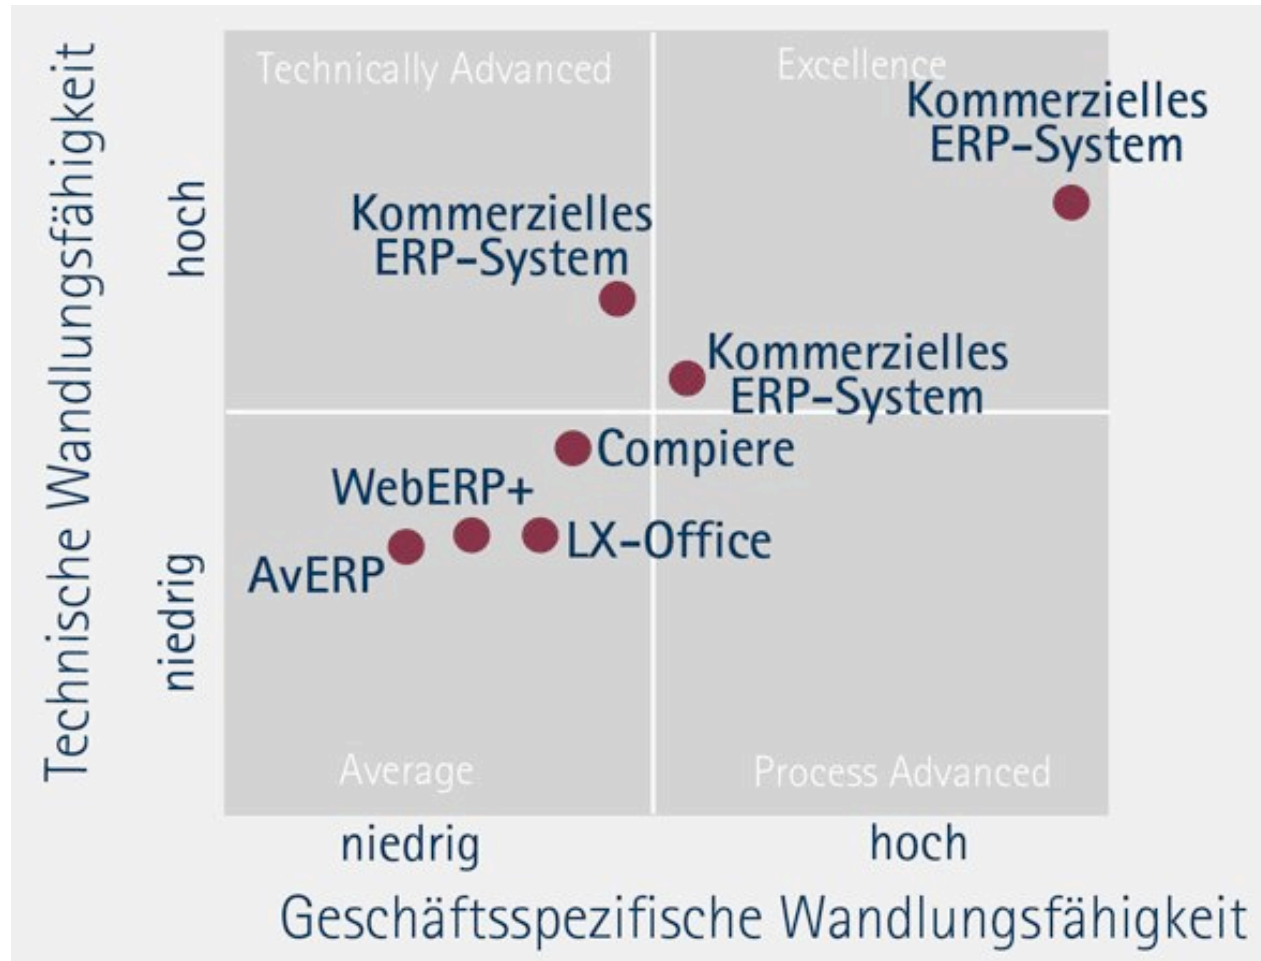 Technische Wandlungsfähigkeit
hoch
niedrig
Technically Advanced
Excellence
Kommerzielles
ERP-System
Kommerzielles
ERP-System
Kommerzielles
ERP-System
Compiere
WebERP+
LX-Office
AvERP
Average
Process Advanced
niedrig
hoch
Geschäftsspezifische Wandlungsfähigkeit